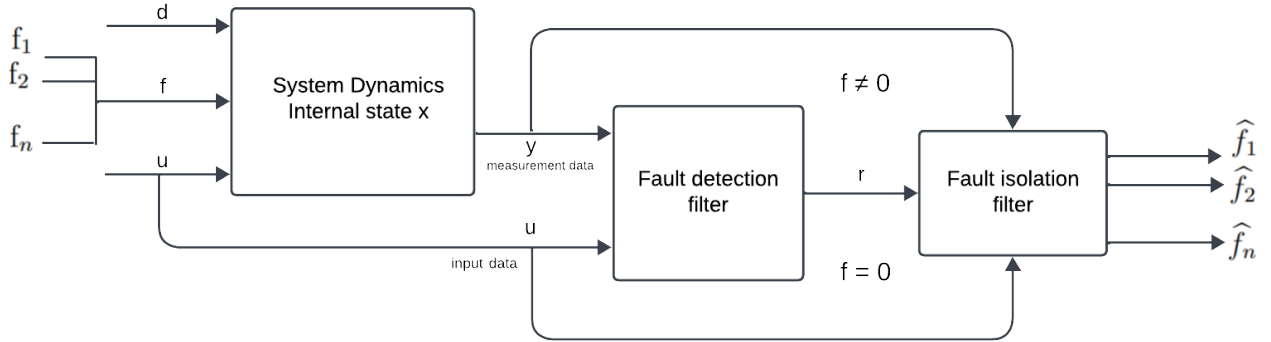 d
f₁
f₂
fₙ
f
u
System Dynamics
Internal state x
y
measurement data
u
input data
Fault detection
filter
r
f ≠ 0
f = 0
Fault isolation
filter
f̂₁
f̂₂
f̂ₙ